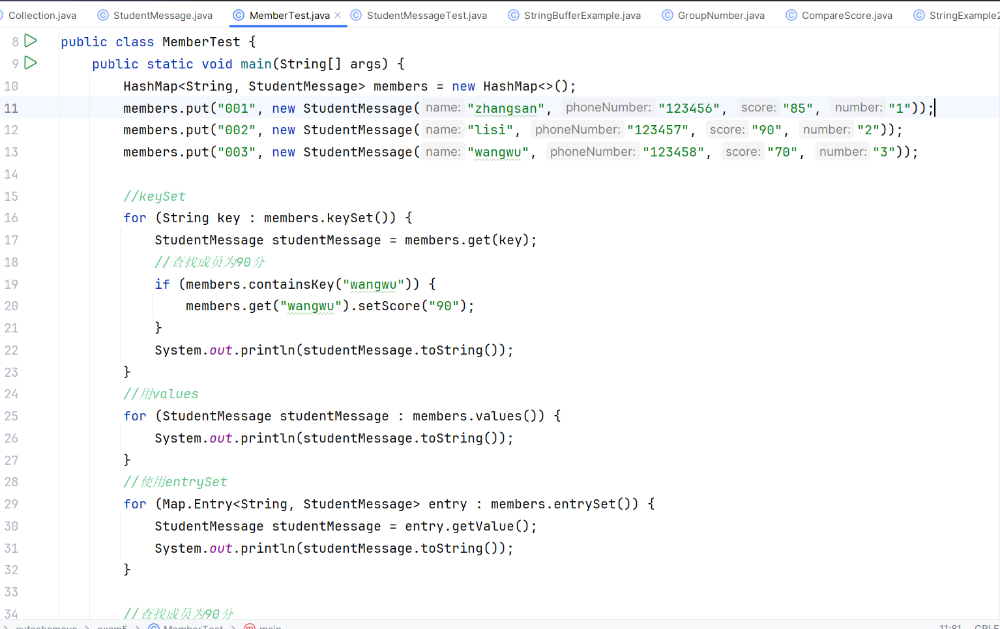 Collection.java StudentMessage.java MemberTest.java StudentMessageTest.java StringBufferExample.java GroupNumber.java CompareScore.java StringExample2
8 public class MemberTest {
9 public static void main(String[] args) {
10 HashMap<String, StudentMessage> members = new HashMap<>();
11 members.put("001", new StudentMessage( name: "zhangsan", phoneNumber: "123456", score: "85", number: "1"));
12 members.put("002", new StudentMessage( name: "lisi", phoneNumber: "123457", score: "90", number: "2"));
13 members.put("003", new StudentMessage( name: "wangwu", phoneNumber: "123458", score: "70", number: "3"));
14
15 //keySet
16 for (String key : members.keySet()) {
17 StudentMessage studentMessage = members.get(key);
18 //查找成员为90分
19 if (members.containsKey("wangwu")) {
20 members.get("wangwu").setScore("90");
21 }
22 System.out.println(studentMessage.toString());
23 }
24 //用values
25 for (StudentMessage studentMessage : members.values()) {
26 System.out.println(studentMessage.toString());
27 }
28 //使用entrySet
29 for (Map.Entry<String, StudentMessage> entry : members.entrySet()) {
30 StudentMessage studentMessage = entry.getValue();
31 System.out.println(studentMessage.toString());
32 }
33
34 //查找成员为90分
MemberTest > main 11:81 CRLF